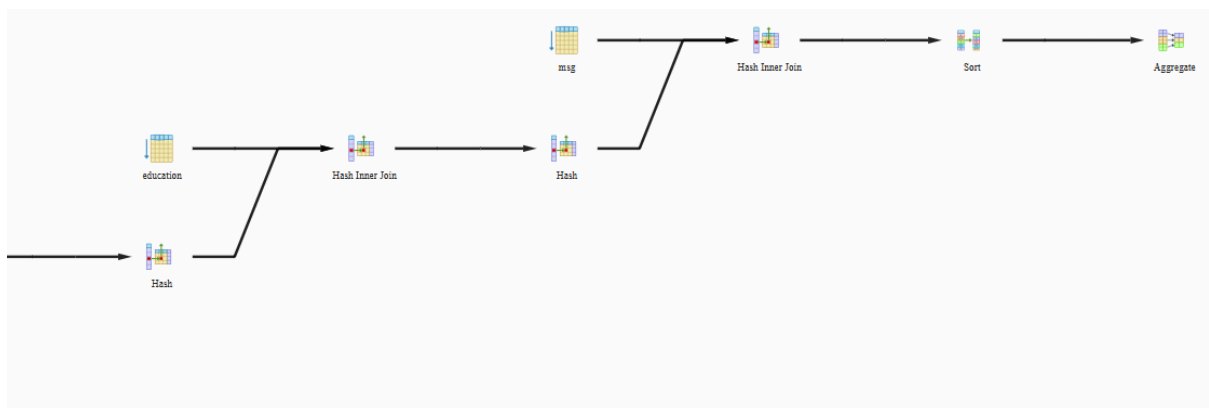 msg
Hash Inner Join
Sort
Aggregate
education
Hash Inner Join
Hash
Hash